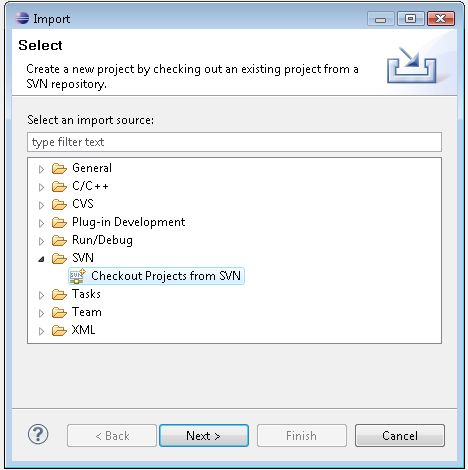 Import
Select
Create a new project by checking out an existing project from a
SVN repository.
Select an import source:
type filter text
General
C/C++
CVS
Plug-in Development
Run/Debug
SVN
SVN Checkout Projects from SVN
Tasks
Team
XML
? < Back Next > Finish Cancel